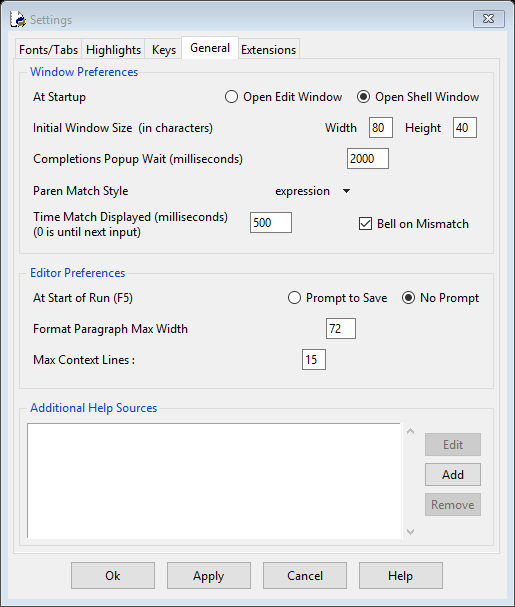 Settings
Fonts/Tabs Highlights Keys General Extensions
Window Preferences
At Startup Open Edit Window Open Shell Window
Initial Window Size (in characters) Width 80 Height 40
Completions Popup Wait (milliseconds) 2000
Paren Match Style expression
Time Match Displayed (milliseconds)
(0 is until next input) 500 Bell on Mismatch
Editor Preferences
At Start of Run (F5) Prompt to Save No Prompt
Format Paragraph Max Width 72
Max Context Lines : 15
Additional Help Sources
Edit
Add
Remove
Ok Apply Cancel Help